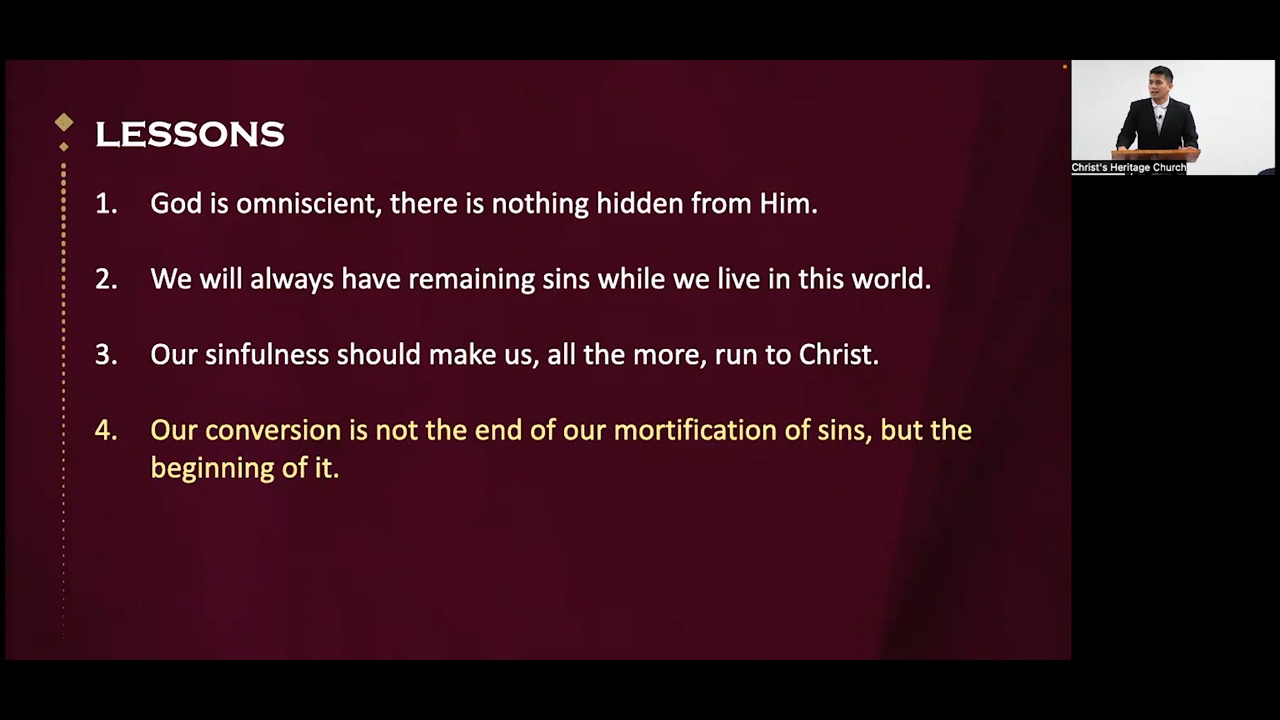 LESSONS
1. God is omniscient, there is nothing hidden from Him.
2. We will always have remaining sins while we live in this world.
3. Our sinfulness should make us, all the more, run to Christ.
4. Our conversion is not the end of our mortification of sins, but the
beginning of it.
Christ's Heritage Church